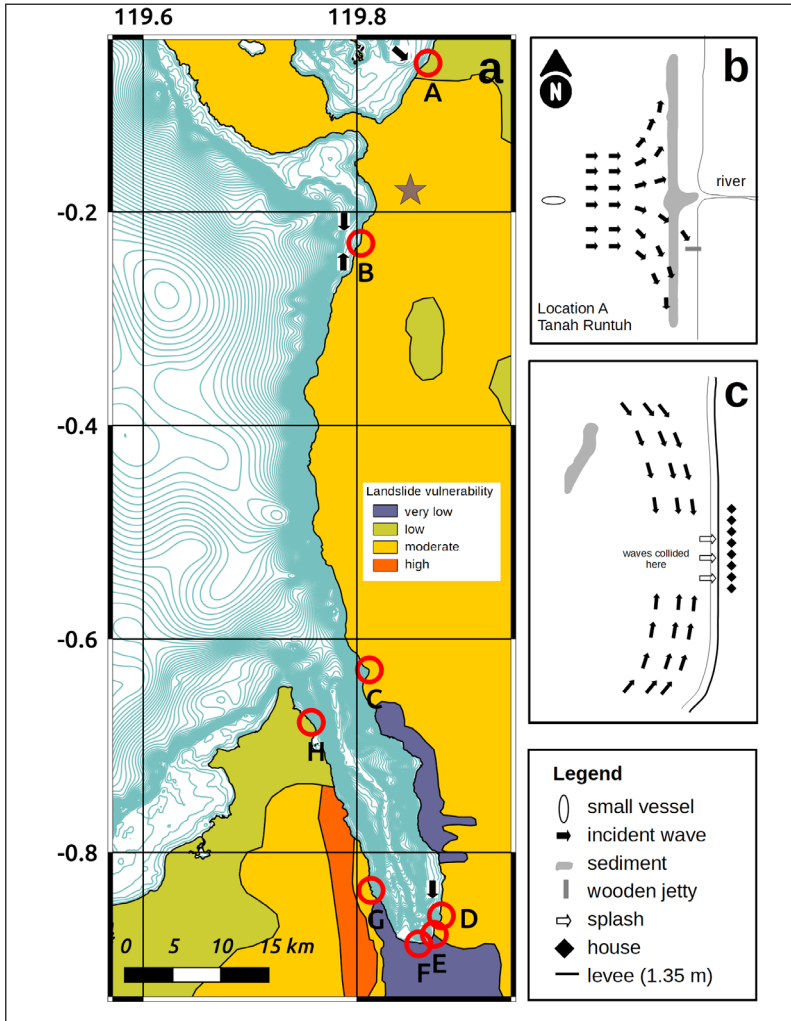 119.6 119.8
a
A
-0.2
B
-0.4
Landslide vulnerability
very low
low
moderate
high
-0.6
C
H
-0.8
G
D
E
F
0 5 10 15 km
b
N
river
Location A
Tanah Runtuh
c
waves collided
here
Legend
small vessel
incident wave
sediment
wooden jetty
splash
house
levee (1.35 m)